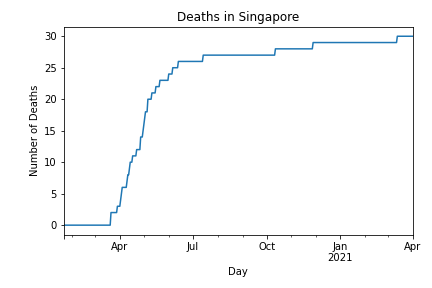 Deaths in Singapore
30
25
20
15
10
5
0
Number of Deaths
Apr
Jul
Oct
Jan
2021
Apr
Day